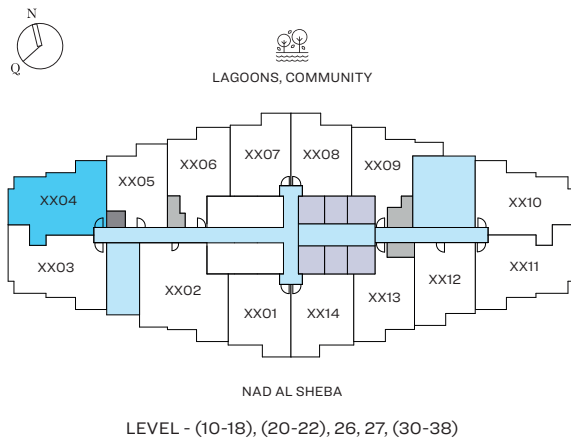 N
Q
LAGOONS, COMMUNITY
XX07 XX08
XX06 XX09
XX05
XX04 XX10
XX03 XX11
XX02 XX12
XX13
XX01 XX14
NAD AL SHEBA
LEVEL - (10-18), (20-22), 26, 27, (30-38)